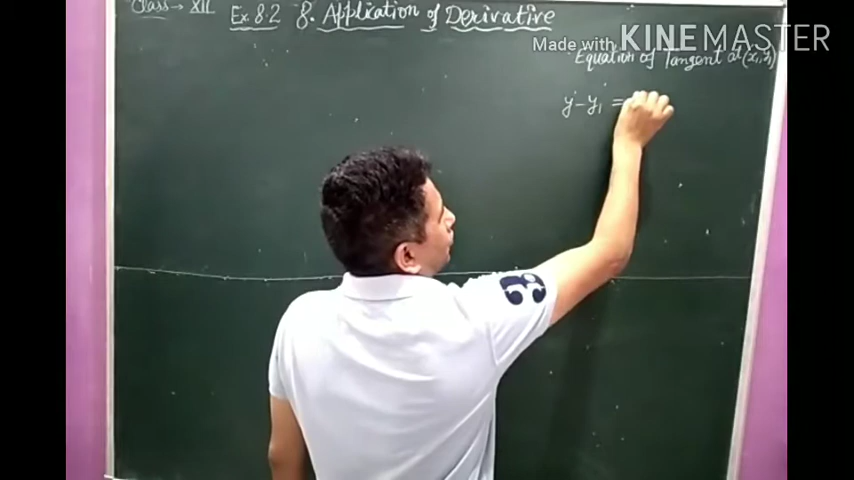 Class → XII
Ex. 8.2 8. Application of Derivative
Made with KINEMASTER
Equation of Tangent at (x₁, y₁)
y - y₁ =